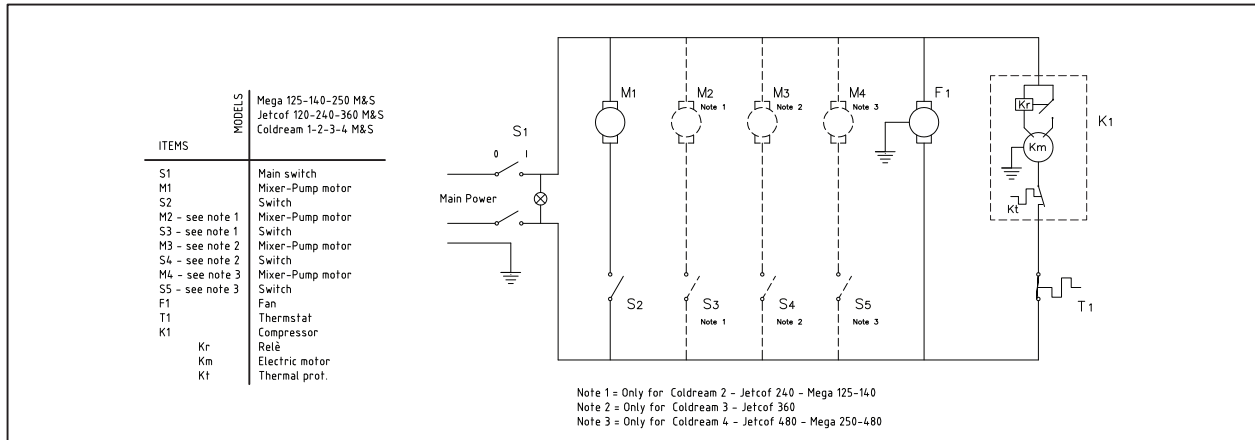 MODELS
Mega 125-140-250 M&S
Jetcof 120-240-360 M&S
Coldream 1-2-3-4 M&S
ITEMS
S1 Main switch
M1 Mixer-Pump motor
S2 Switch
M2 - see note 1 Mixer-Pump motor
S3 - see note 1 Switch
M3 - see note 2 Mixer-Pump motor
S4 - see note 2 Switch
M4 - see note 3 Mixer-Pump motor
S5 - see note 3 Switch
F1 Fan
T1 Thermstat
K1 Compressor
Kr Relè
Km Electric motor
Kt Thermal prot.
S1
0 1
Main Power
M1
M2
Note 1
M3
Note 2
M4
Note 3
F1
Kr
K1
Km
Kt
S2
S3
Note 1
S4
Note 2
S5
Note 3
T1
Note 1 = Only for Coldream 2 - Jetcof 240 - Mega 125-140
Note 2 = Only for Coldream 3 - Jetcof 360
Note 3 = Only for Coldream 4 - Jetcof 480 - Mega 250-480